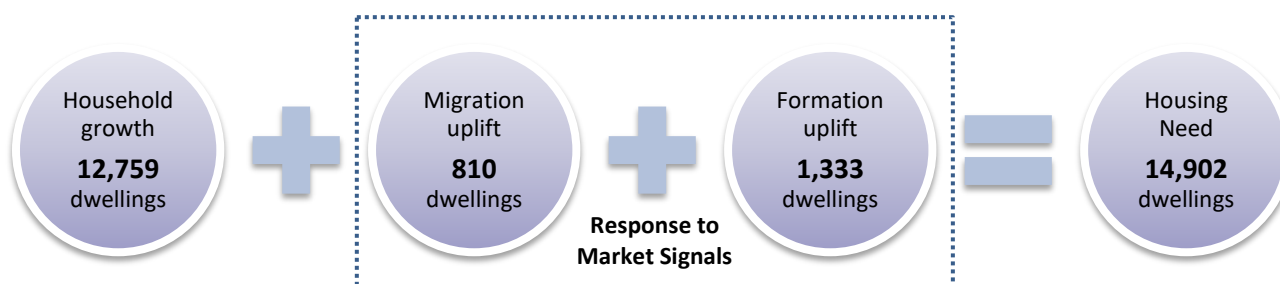 Household
growth
12,759
dwellings
Migration
uplift
810
dwellings
Response to
Market Signals
Formation
uplift
1,333
dwellings
Housing
Need
14,902
dwellings